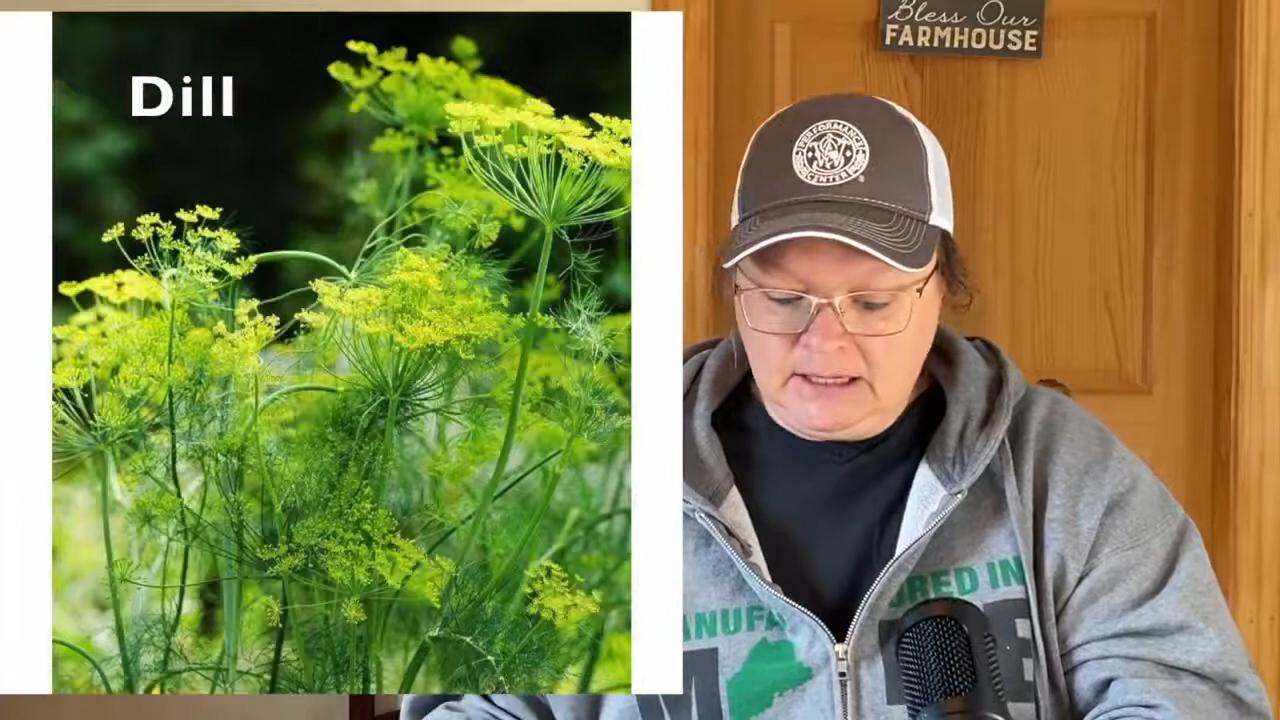 Dill
Bless Our
FARMHOUSE
PERFORMANCE
CENTER
RED IN
ANUFA
M
E